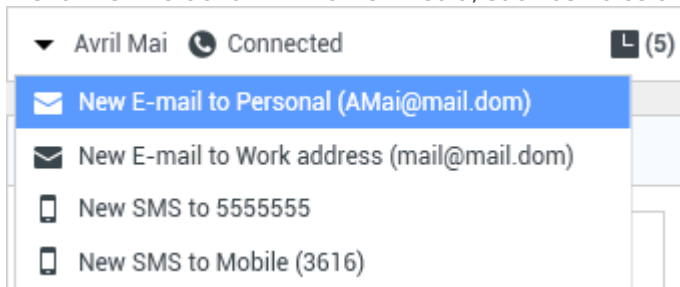 Avril Mai Connected (5)
New E-mail to Personal (AMai@mail.dom)
New E-mail to Work address (mail@mail.dom)
New SMS to 5555555
New SMS to Mobile (3616)